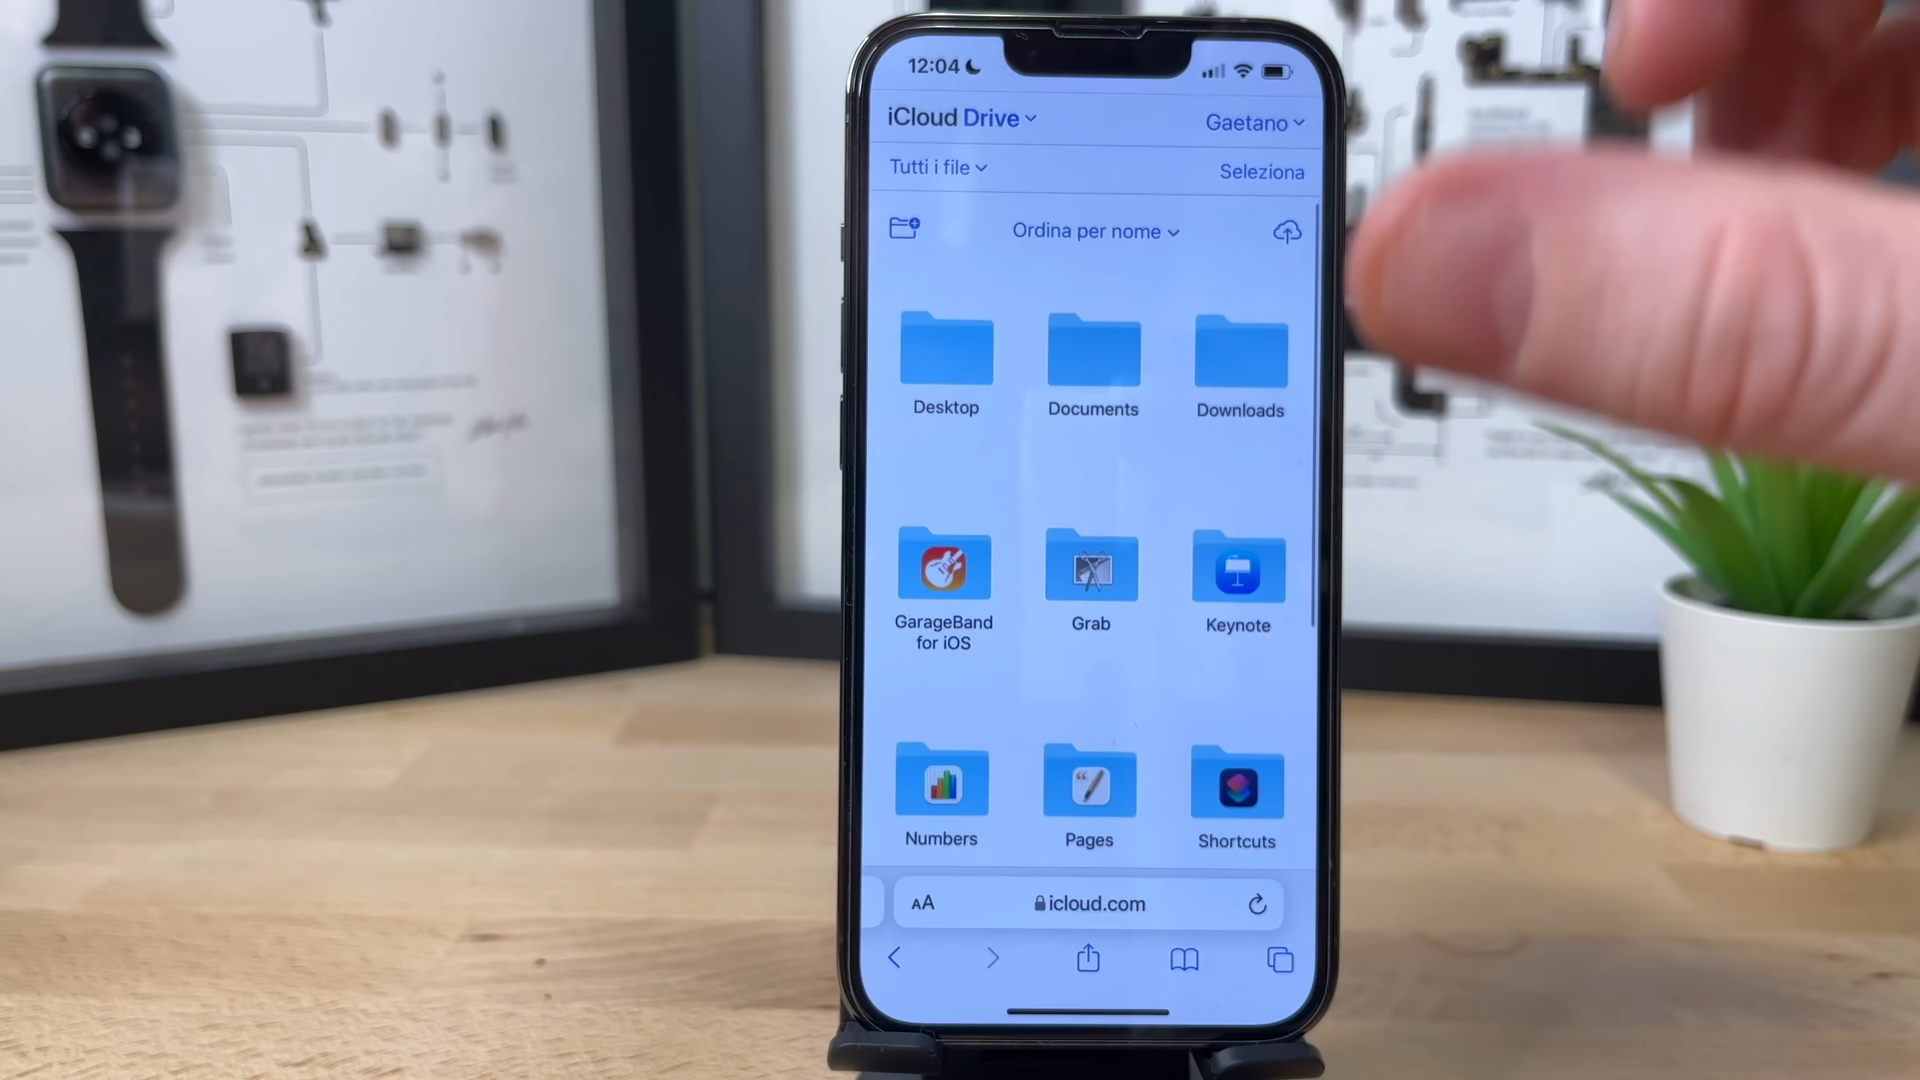 12:04
iCloud Drive
Gaetano
Tutti i file
Seleziona
Ordina per nome
Desktop
Documents
Downloads
GarageBand
for iOS
Grab
Keynote
Numbers
Pages
Shortcuts
AA
icloud.com